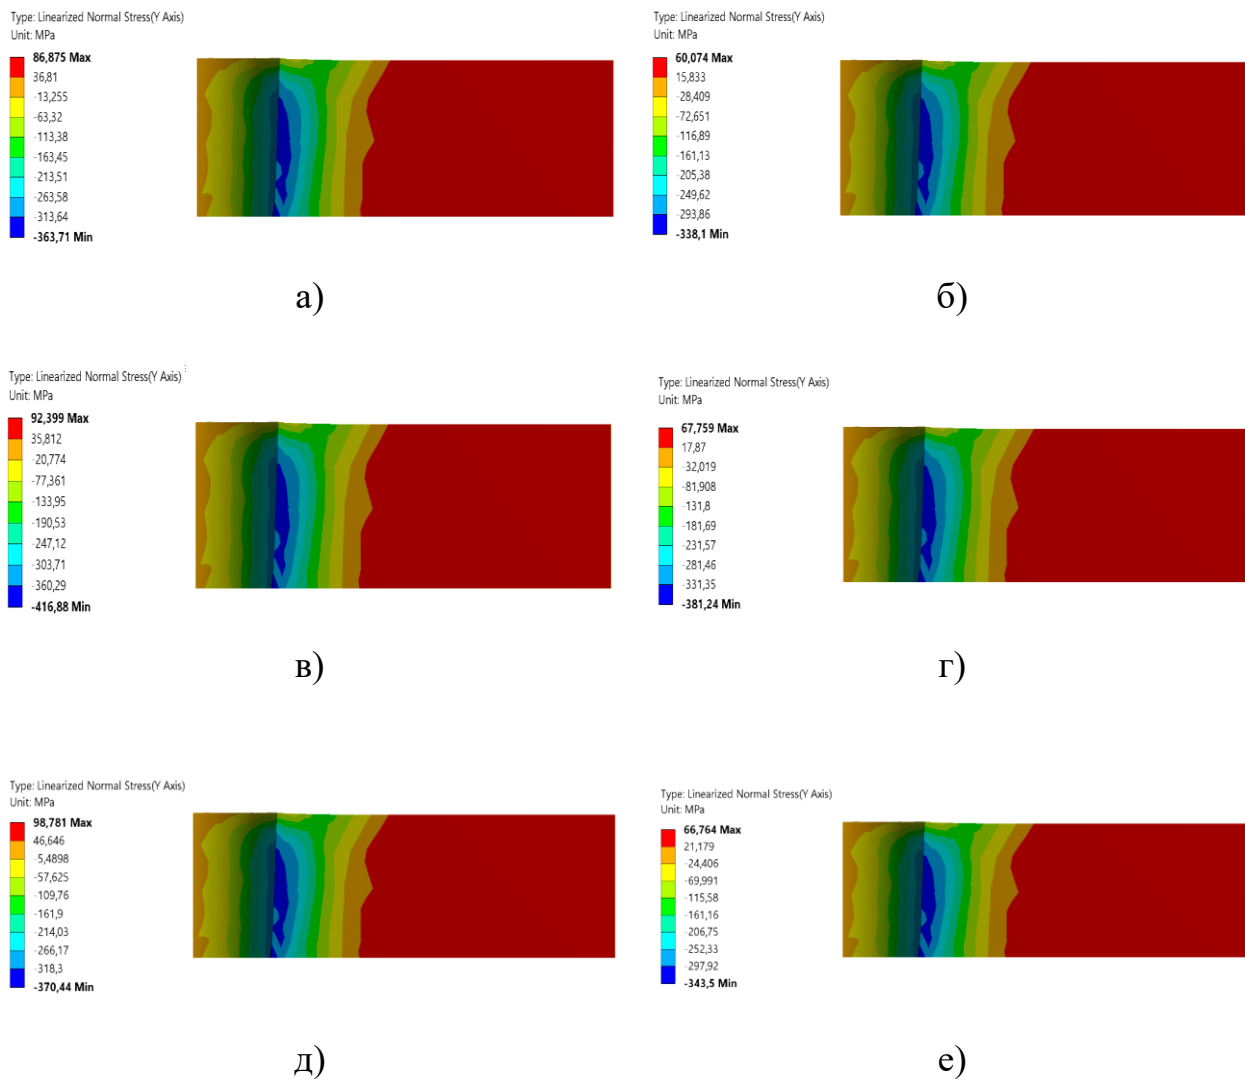 Type: Linearized Normal Stress(Y Axis)
Unit: MPa
86,875 Max
36,81
-13,255
-63,32
-113,38
-163,45
-213,51
-263,58
-313,64
-363,71 Min
а)
Type: Linearized Normal Stress(Y Axis)
Unit: MPa
60,074 Max
15,833
-28,409
-72,651
-116,89
-161,13
-205,38
-249,62
-293,86
-338,1 Min
б)
Type: Linearized Normal Stress(Y Axis)
Unit: MPa
92,399 Max
35,812
-20,774
-77,361
-133,95
-190,53
-247,12
-303,71
-360,29
-416,88 Min
в)
Type: Linearized Normal Stress(Y Axis)
Unit: MPa
67,759 Max
17,87
-32,019
-81,908
-131,8
-181,69
-231,57
-281,46
-331,35
-381,24 Min
г)
Type: Linearized Normal Stress(Y Axis)
Unit: MPa
98,781 Max
46,646
-5,4898
-57,625
-109,76
-161,9
-214,03
-266,17
-318,3
-370,44 Min
д)
Type: Linearized Normal Stress(Y Axis)
Unit: MPa
66,764 Max
21,179
-24,406
-69,991
-115,58
-161,16
-206,75
-252,33
-297,92
-343,5 Min
е)